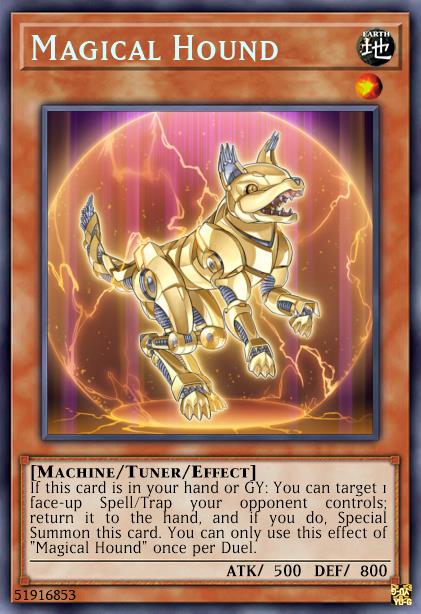 MAGICAL HOUND
EARTH
地
[MACHINE/TUNER/EFFECT]
If this card is in your hand or GY: You can target 1
face-up Spell/Trap your opponent controls;
return it to the hand, and if you do, Special
Summon this card. You can only use this effect of
"Magical Hound" once per Duel.
ATK/ 500 DEF/ 800
51916853